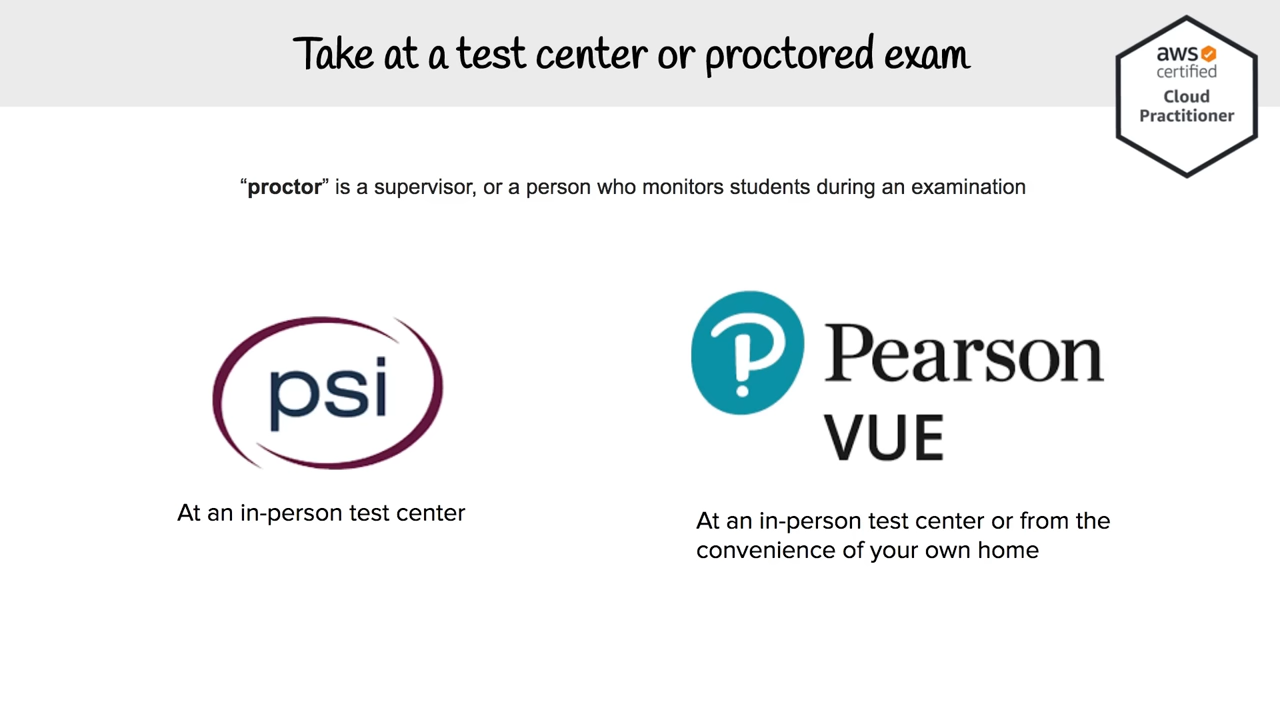 Take at a test center or proctored exam
aws
certified
Cloud
Practitioner
“proctor” is a supervisor, or a person who monitors students during an examination
psi
At an in-person test center
Pearson
VUE
At an in-person test center or from the
convenience of your own home